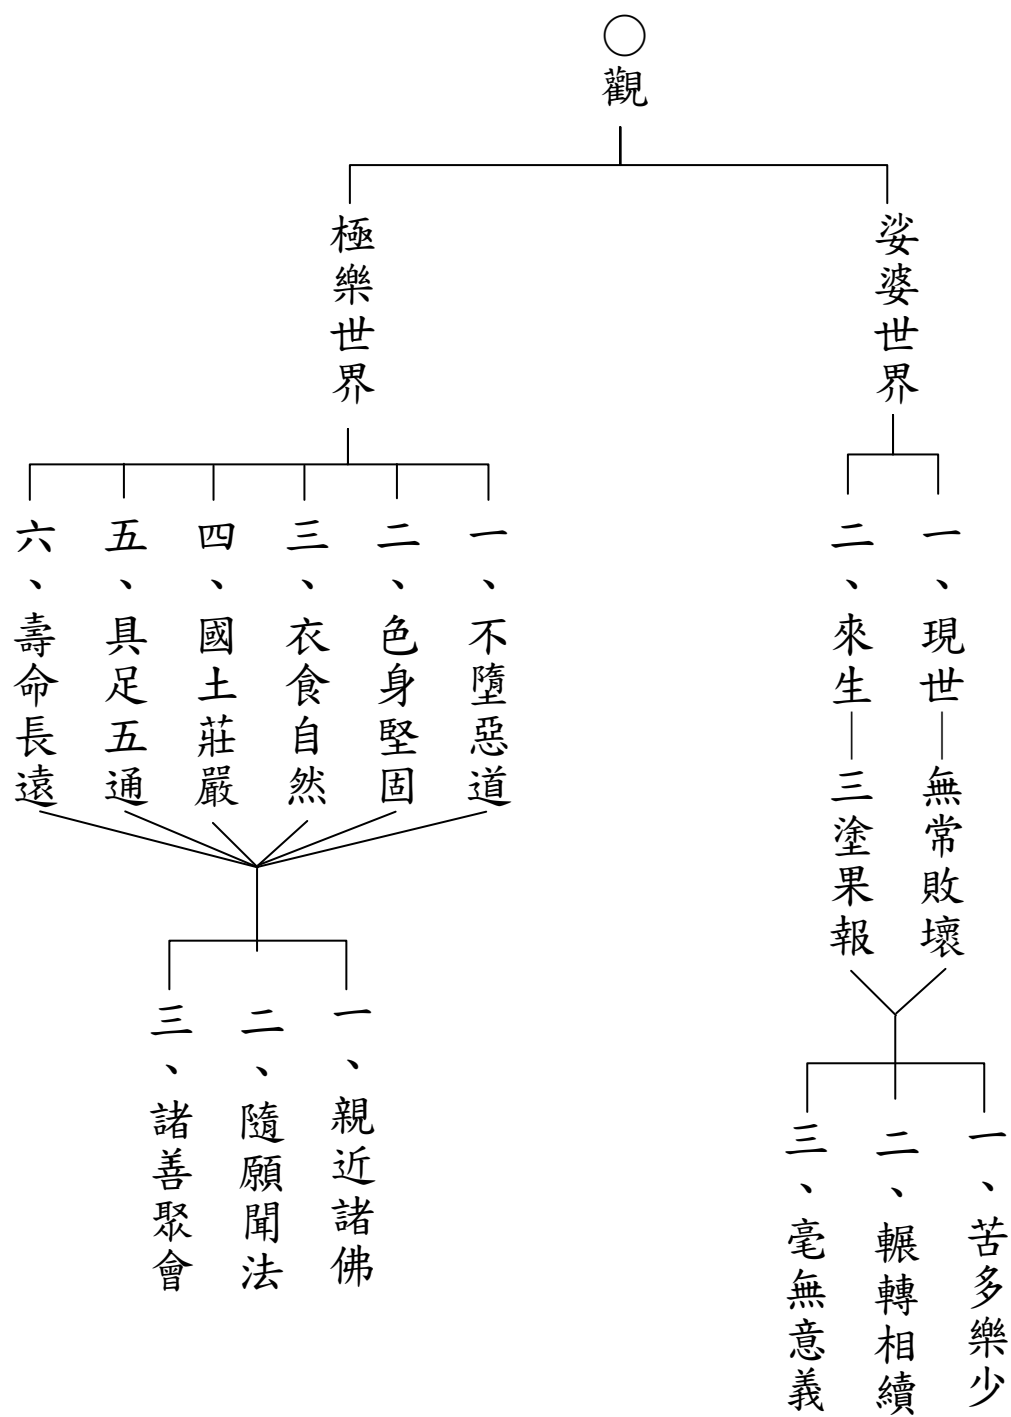 ○觀
娑婆世界
一、現世—無常敗壞
二、來生—三塗果報
一、苦多樂少
二、輾轉相續
三、毫無意義
極樂世界
一、不墮惡道
二、色身堅固
三、衣食自然
四、國土莊嚴
五、具足五通
六、壽命長遠
一、親近諸佛
二、隨願聞法
三、諸善聚會